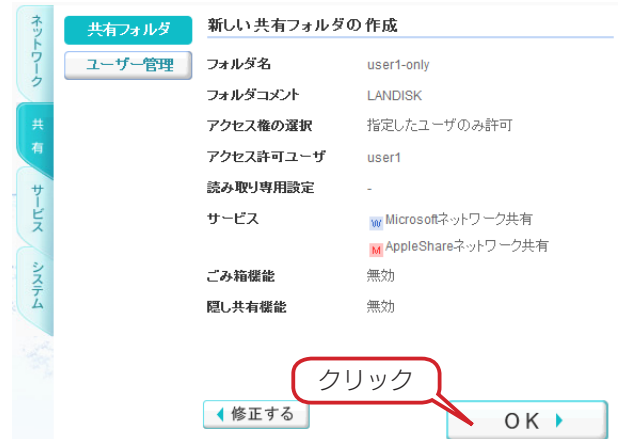 ネットワーク
共有
サービス
システム
共有フォルダ
ユーザー管理
新しい共有フォルダの作成
フォルダ名 user1-only
フォルダコメント LANDISK
アクセス権の選択 指定したユーザのみ許可
アクセス許可ユーザ user1
読み取り専用設定 -
サービス W Microsoftネットワーク共有
M AppleShareネットワーク共有
ごみ箱機能 無効
隠し共有機能 無効
クリック
修正する
OK